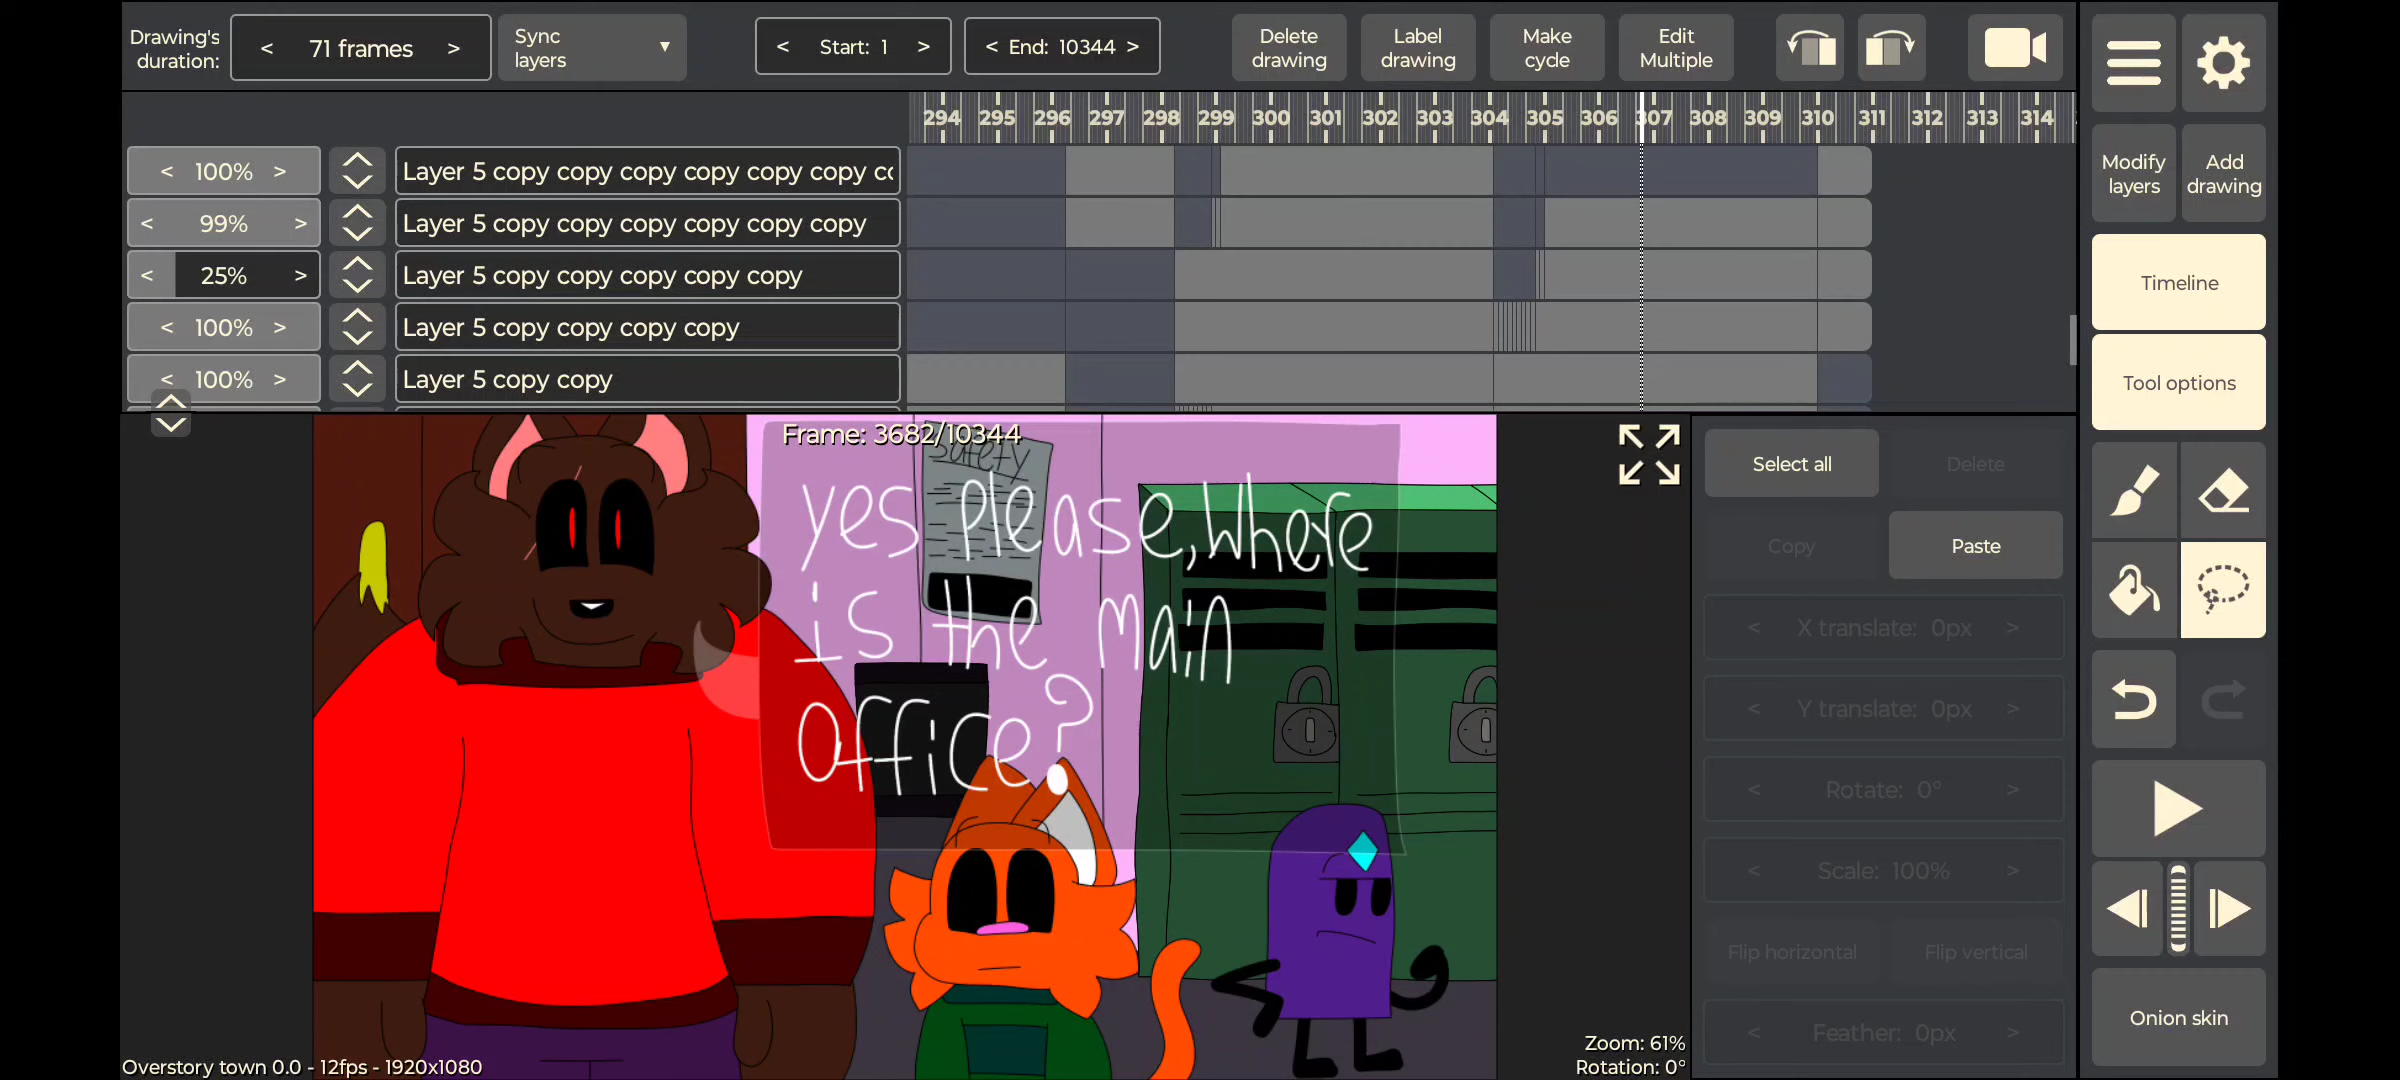 Drawing's duration:
< 71 frames >
Sync layers ▼
< Start: 1 >
< End: 10344 >
Delete drawing
Label drawing
Make cycle
Edit Multiple
294 295 296 297 298 299 300 301 302 303 304 305 306 307 308 309 310 311 312 313 314
< 100% > Layer 5 copy copy copy copy copy copy co
< 99% > Layer 5 copy copy copy copy copy copy
< 25% > Layer 5 copy copy copy copy copy
< 100% > Layer 5 copy copy copy copy
< 100% > Layer 5 copy copy
Modify layers
Add drawing
Timeline
Tool options
Frame: 3682/10344
Safety
yes please, Where
is the main
office?
Select all
Delete
Copy
Paste
< X translate: 0px >
< Y translate: 0px >
< Rotate: 0° >
< Scale: 100% >
Flip horizontal
Flip vertical
< Feather: 0px >
Onion skin
Zoom: 61%
Rotation: 0°
Overstory town 0.0 - 12fps - 1920x1080